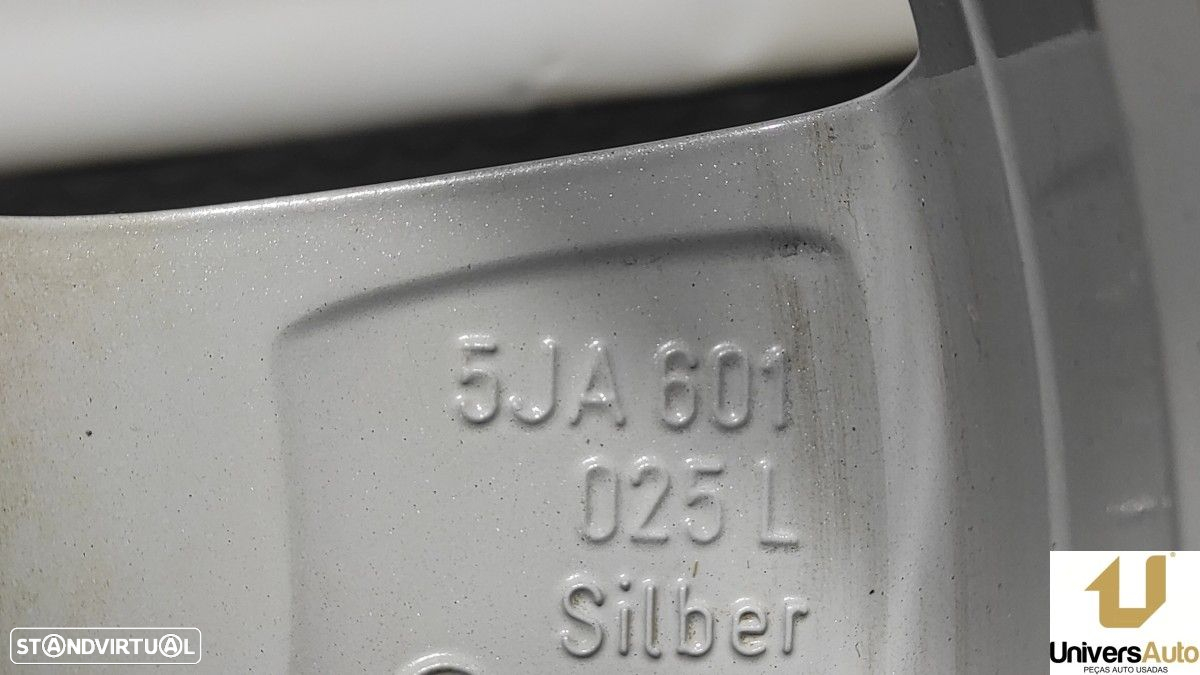 5JA 601
025 L
Silber
STANDVIRTUAL
UniversAuto
PEÇAS AUTO USADAS